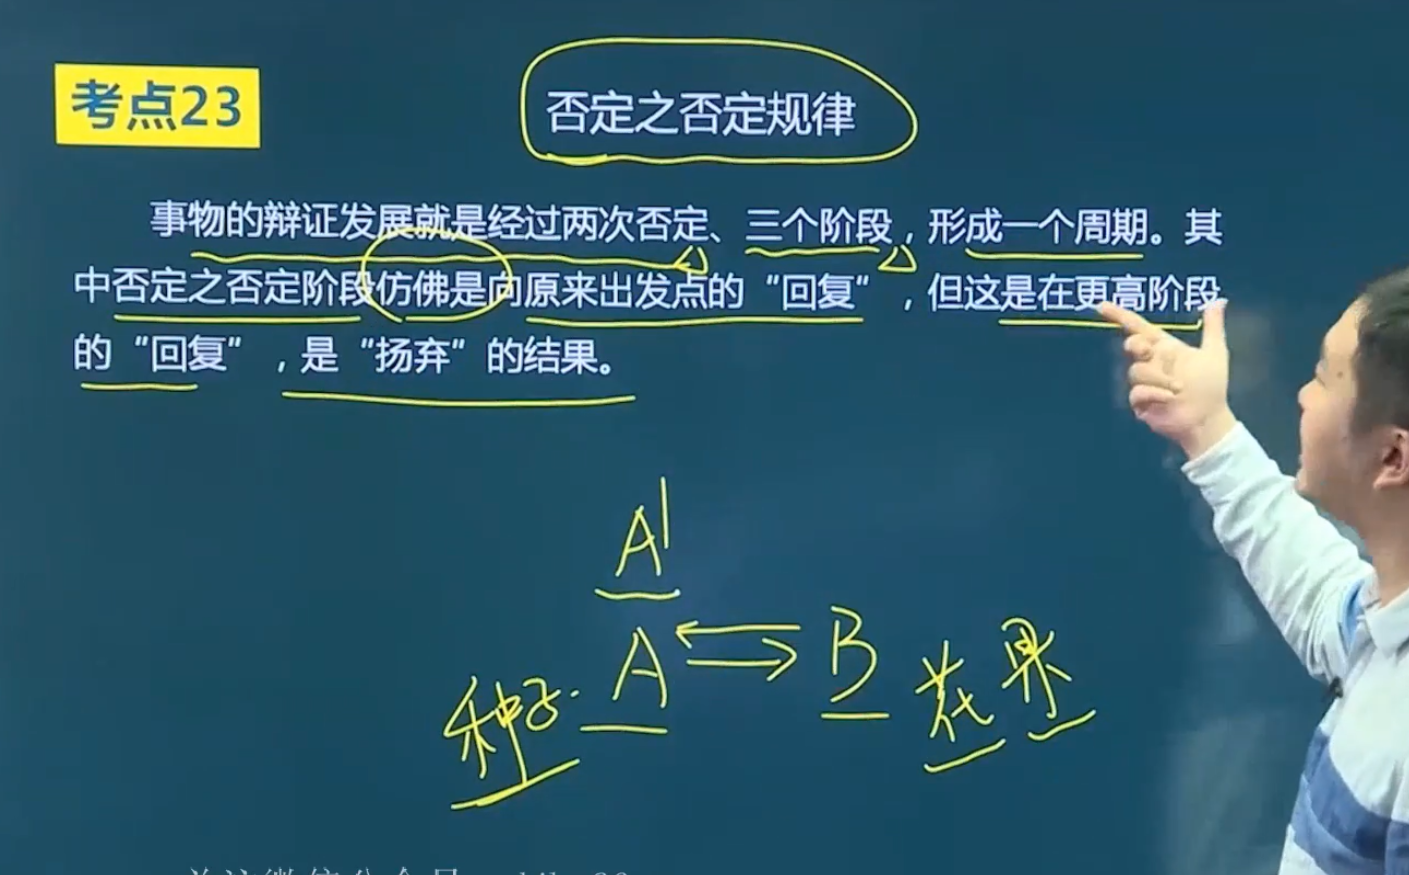 考点23
否定之否定规律
事物的辩证发展就是经过两次否定、三个阶段，形成一个周期。其
中否定之否定阶段仿佛是向原来出发点的“回复”，但这是在更高阶段
的“回复”，是“扬弃”的结果。
A'
A B
种子 花 果